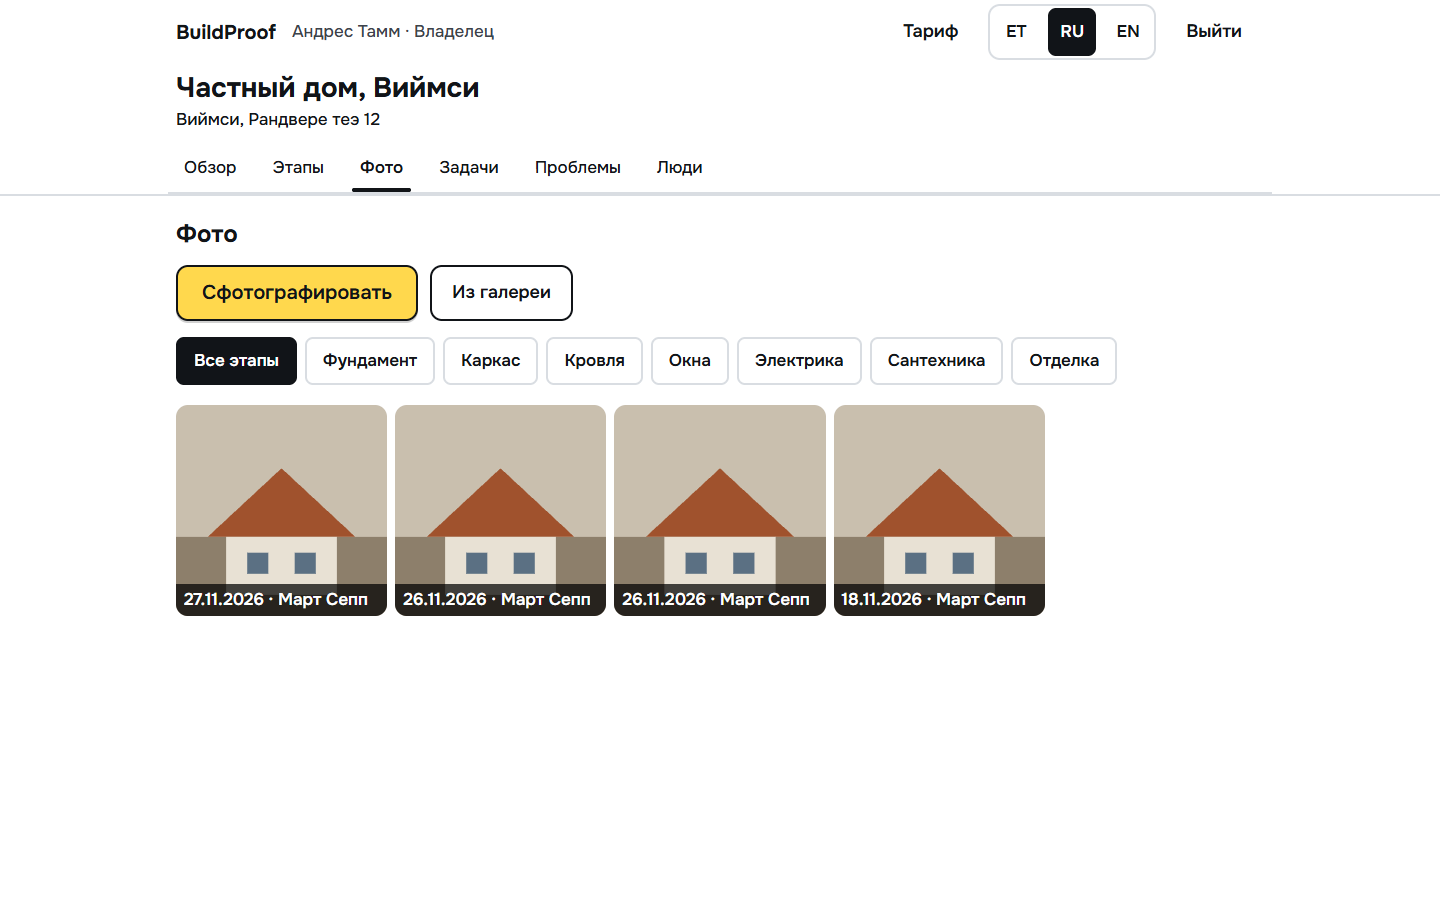 BuildProof Андрес Тамм · Владелец Тариф ET RU EN Выйти
Частный дом, Виймси
Виймси, Рандвере теэ 12
Обзор Этапы Фото Задачи Проблемы Люди
Фото
Сфотографировать Из галереи
Все этапы Фундамент Каркас Кровля Окна Электрика Сантехника Отделка
27.11.2026 · Март Сепп 26.11.2026 · Март Сепп 26.11.2026 · Март Сепп 18.11.2026 · Март Сепп